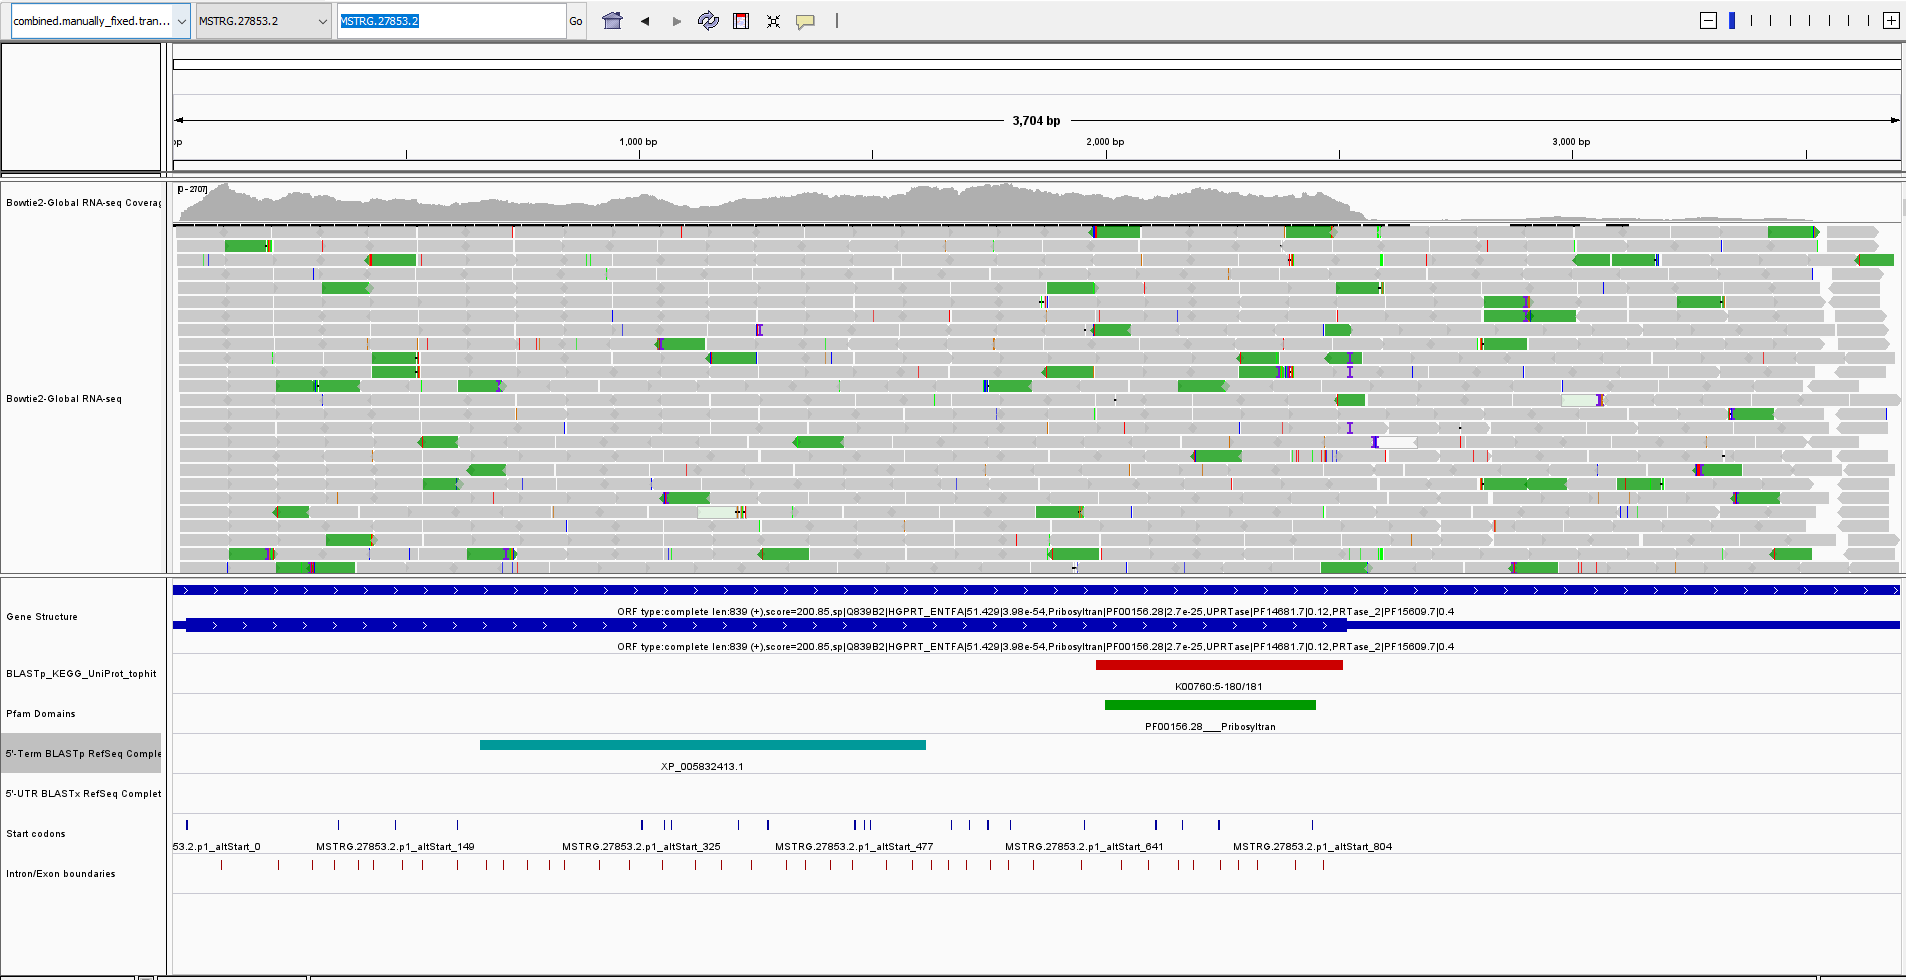 combined.manually_fixed.tran... MSTRG.27853.2 MSTRG.27853.2 Go
3,704 bp
bp 1,000 bp 2,000 bp 3,000 bp
[0 - 2707]
Bowtie2-Global RNA-seq Coverag
Bowtie2-Global RNA-seq
ORF type:complete len:839 (+),score=200.85,sp|Q839B2|HGPRT_ENTFA|51.429|3.98e-54,Pribosyltran|PF00156.28|2.7e-25,UPRTase|PF14681.7|0.12,PRTase_2|PF15609.7|0.4
Gene Structure
ORF type:complete len:839 (+),score=200.85,sp|Q839B2|HGPRT_ENTFA|51.429|3.98e-54,Pribosyltran|PF00156.28|2.7e-25,UPRTase|PF14681.7|0.12,PRTase_2|PF15609.7|0.4
BLASTp_KEGG_UniProt_tophit
K00760:5-180/181
Pfam Domains
PF00156.28___Pribosyltran
5'-Term BLASTp RefSeq Comple
XP_005832413.1
5'-UTR BLASTx RefSeq Complet
Start codons
53.2.p1_altStart_0 MSTRG.27853.2.p1_altStart_149 MSTRG.27853.2.p1_altStart_325 MSTRG.27853.2.p1_altStart_477 MSTRG.27853.2.p1_altStart_641 MSTRG.27853.2.p1_altStart_804
Intron/Exon boundaries